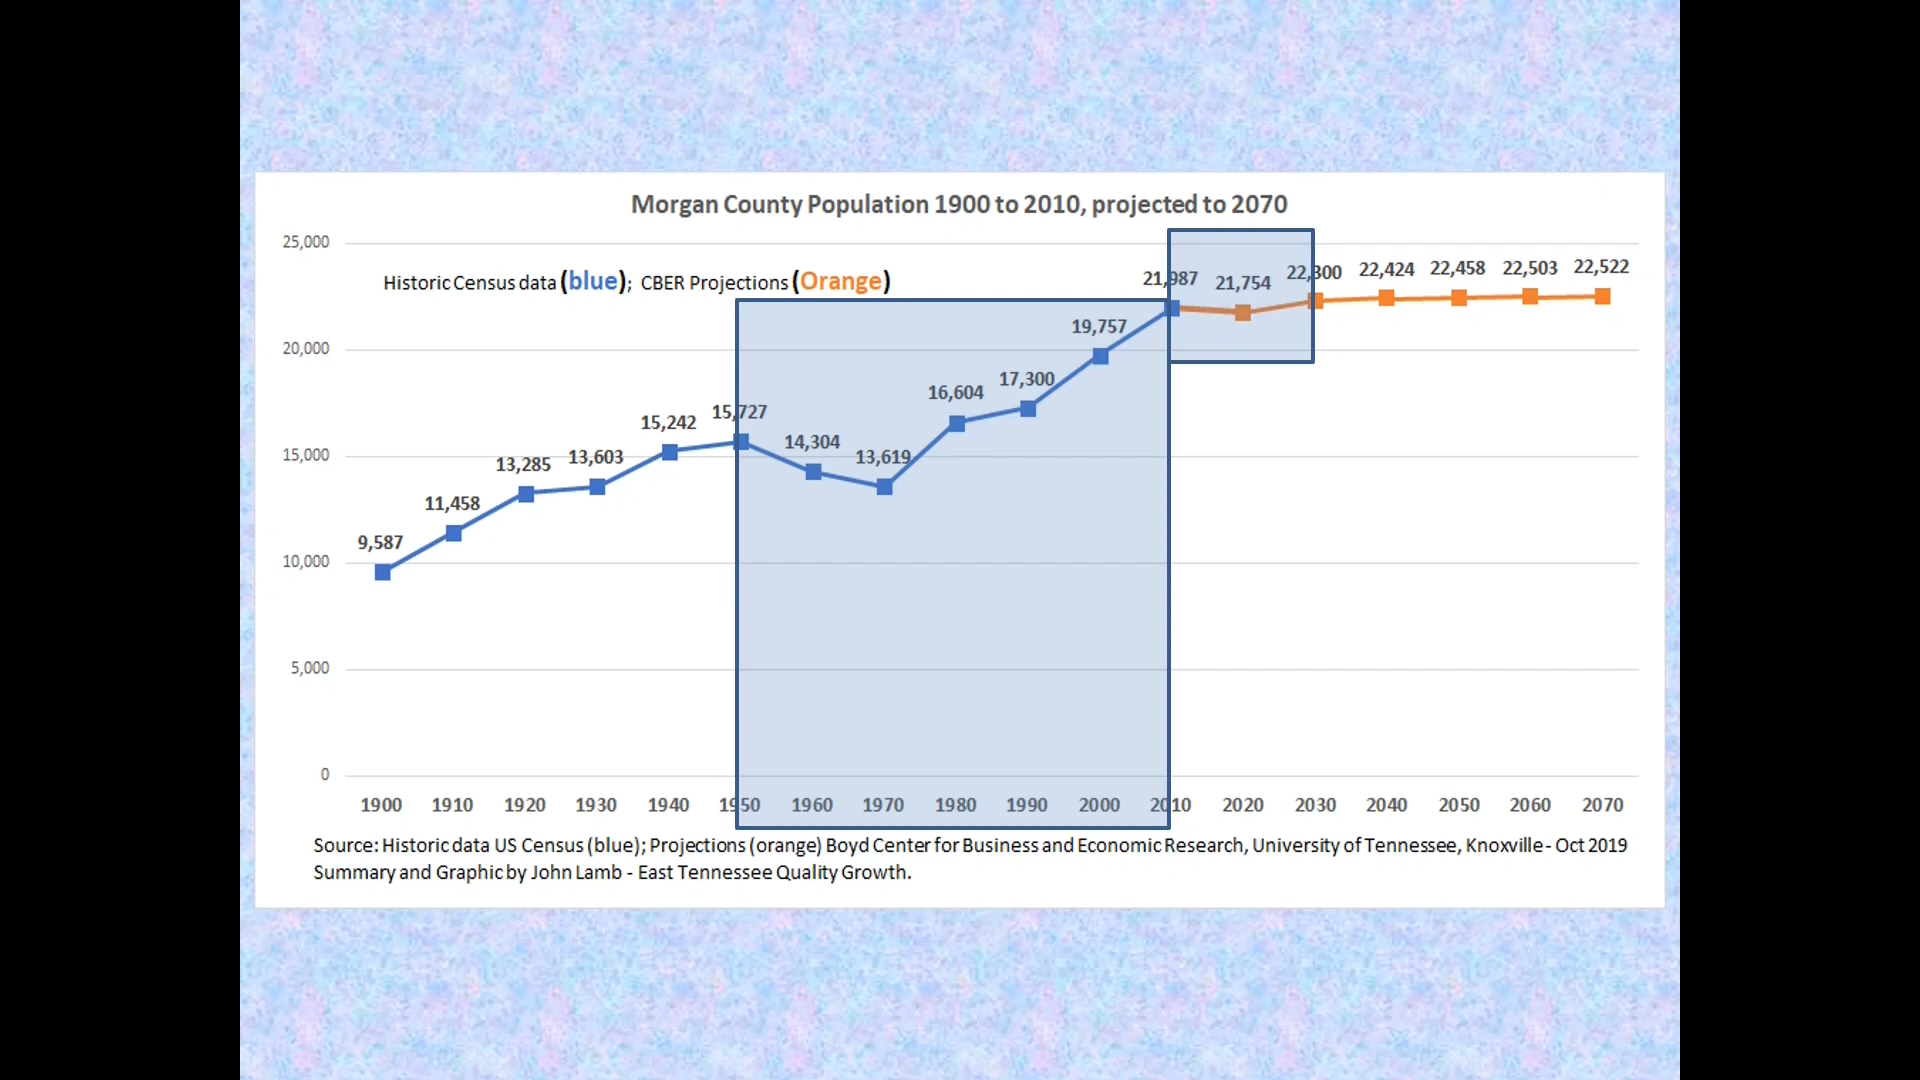 Morgan County Population 1900 to 2010, projected to 2070
25,000
Historic Census data (blue); CBER Projections (Orange)
21,987 21,754 22,300 22,424 22,458 22,503 22,522
20,000
19,757
17,300
16,604
15,727
15,242
15,000
14,304
13,619
13,603
13,285
11,458
10,000
9,587
5,000
0
1900 1910 1920 1930 1940 1950 1960 1970 1980 1990 2000 2010 2020 2030 2040 2050 2060 2070
Source: Historic data US Census (blue); Projections (orange) Boyd Center for Business and Economic Research, University of Tennessee, Knoxville - Oct 2019
Summary and Graphic by John Lamb - East Tennessee Quality Growth.